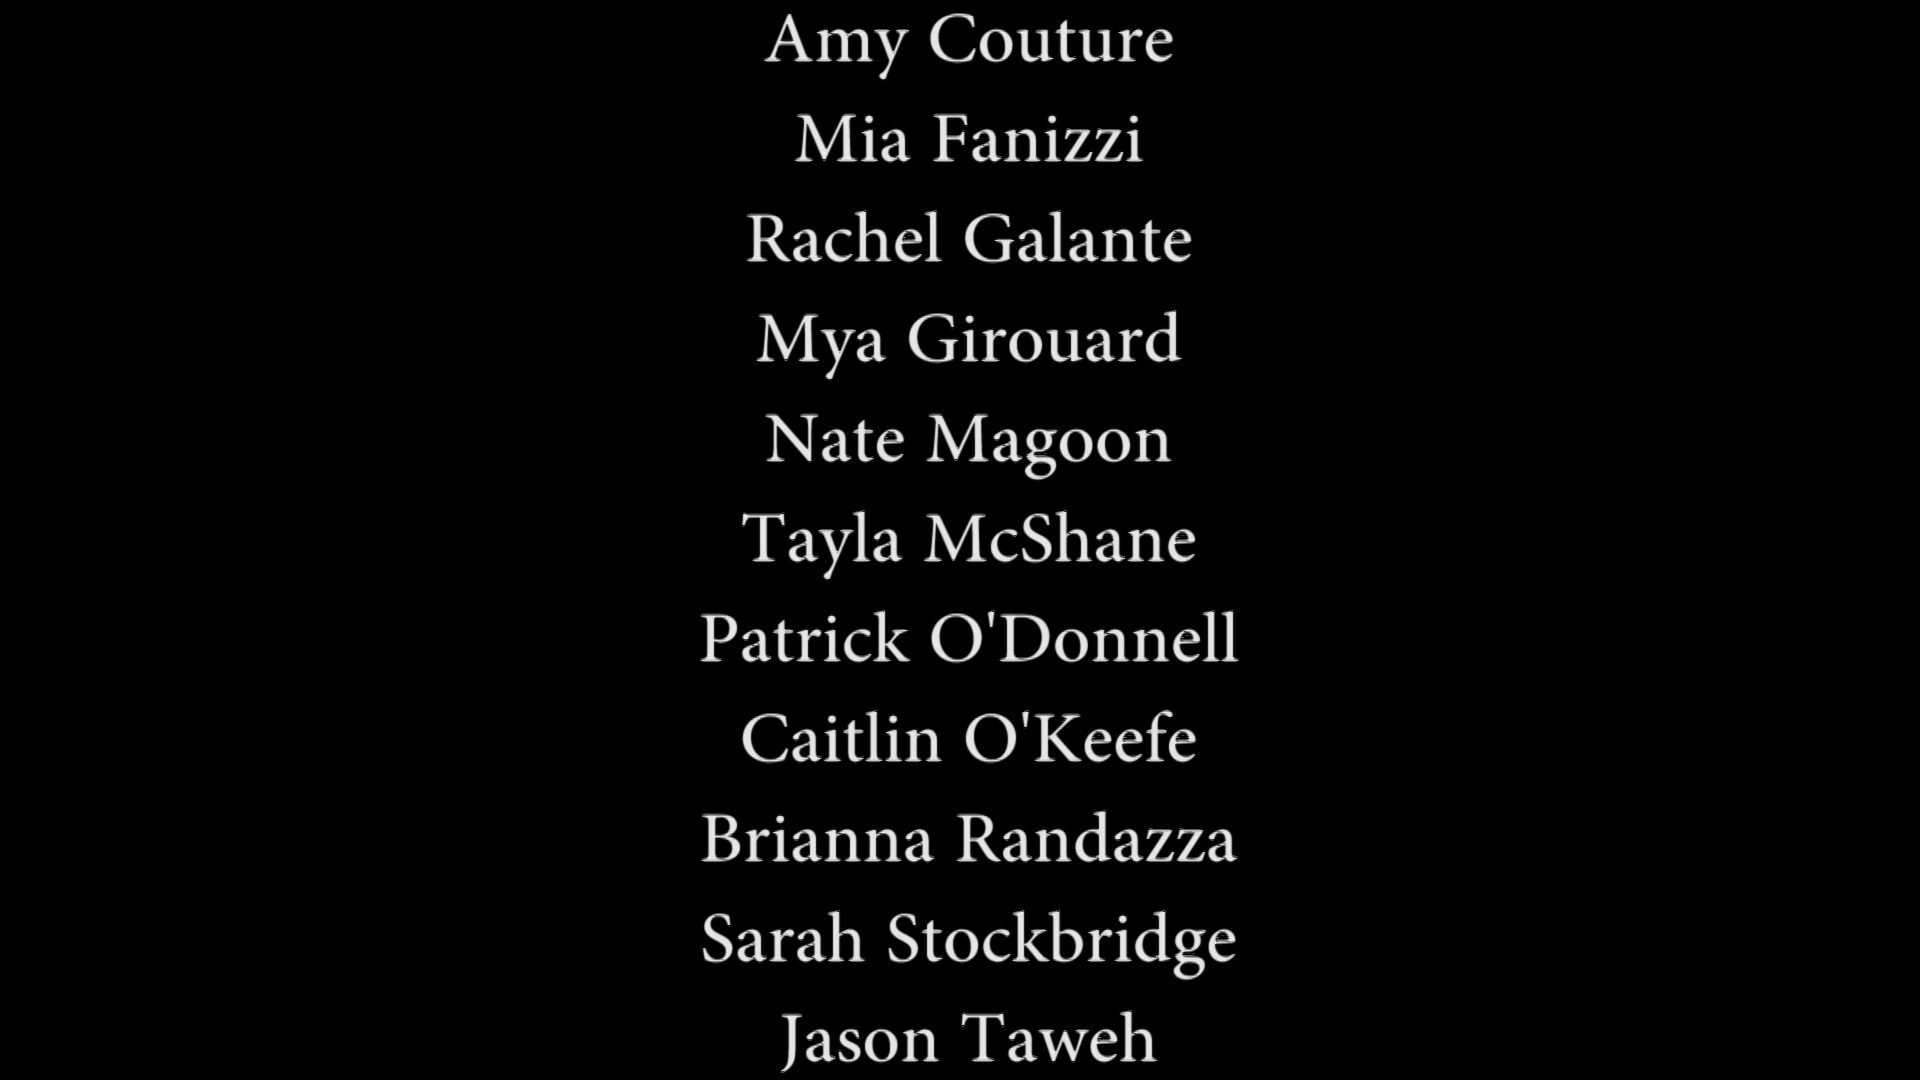 Amy Couture
Mia Fanizzi
Rachel Galante
Mya Girouard
Nate Magoon
Tayla McShane
Patrick O'Donnell
Caitlin O'Keefe
Brianna Randazza
Sarah Stockbridge
Jason Taweh